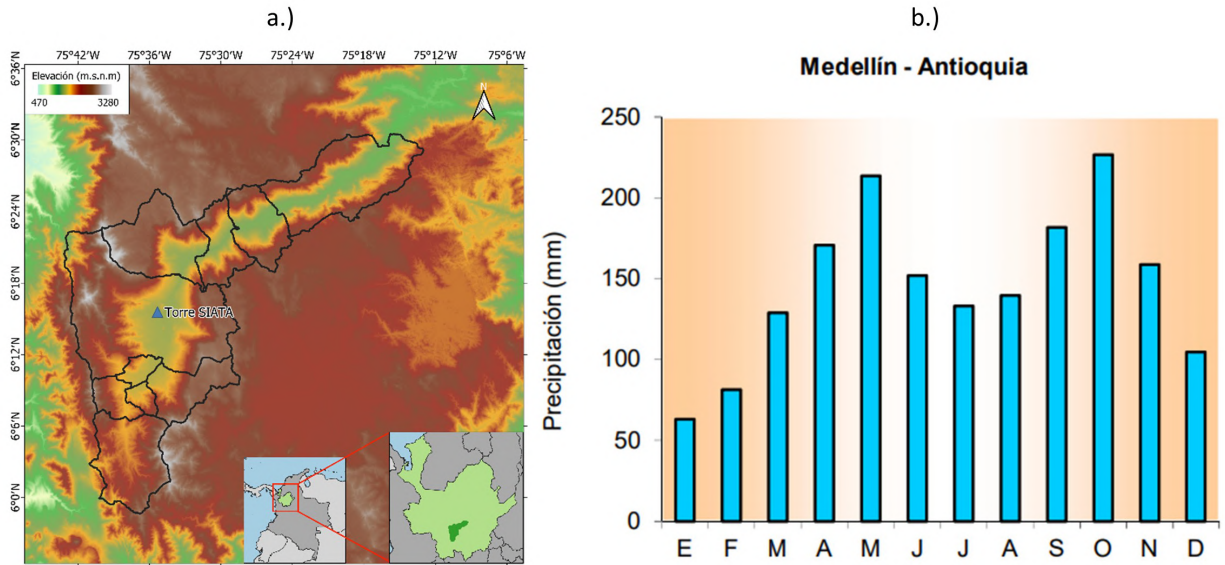 a.)
75°42'W 75°36'W 75°30'W 75°24'W 75°18'W 75°12'W 75°6'W
6°36'N
6°30'N
6°24'N
6°18'N
6°12'N
6°6'N
6°0'N
Elevación (m.s.n.m)
470 3280
N
Torre SIATA
b.)
Medellín - Antioquia
Precipitación (mm)
250
200
150
100
50
0
E F M A M J J A S O N D